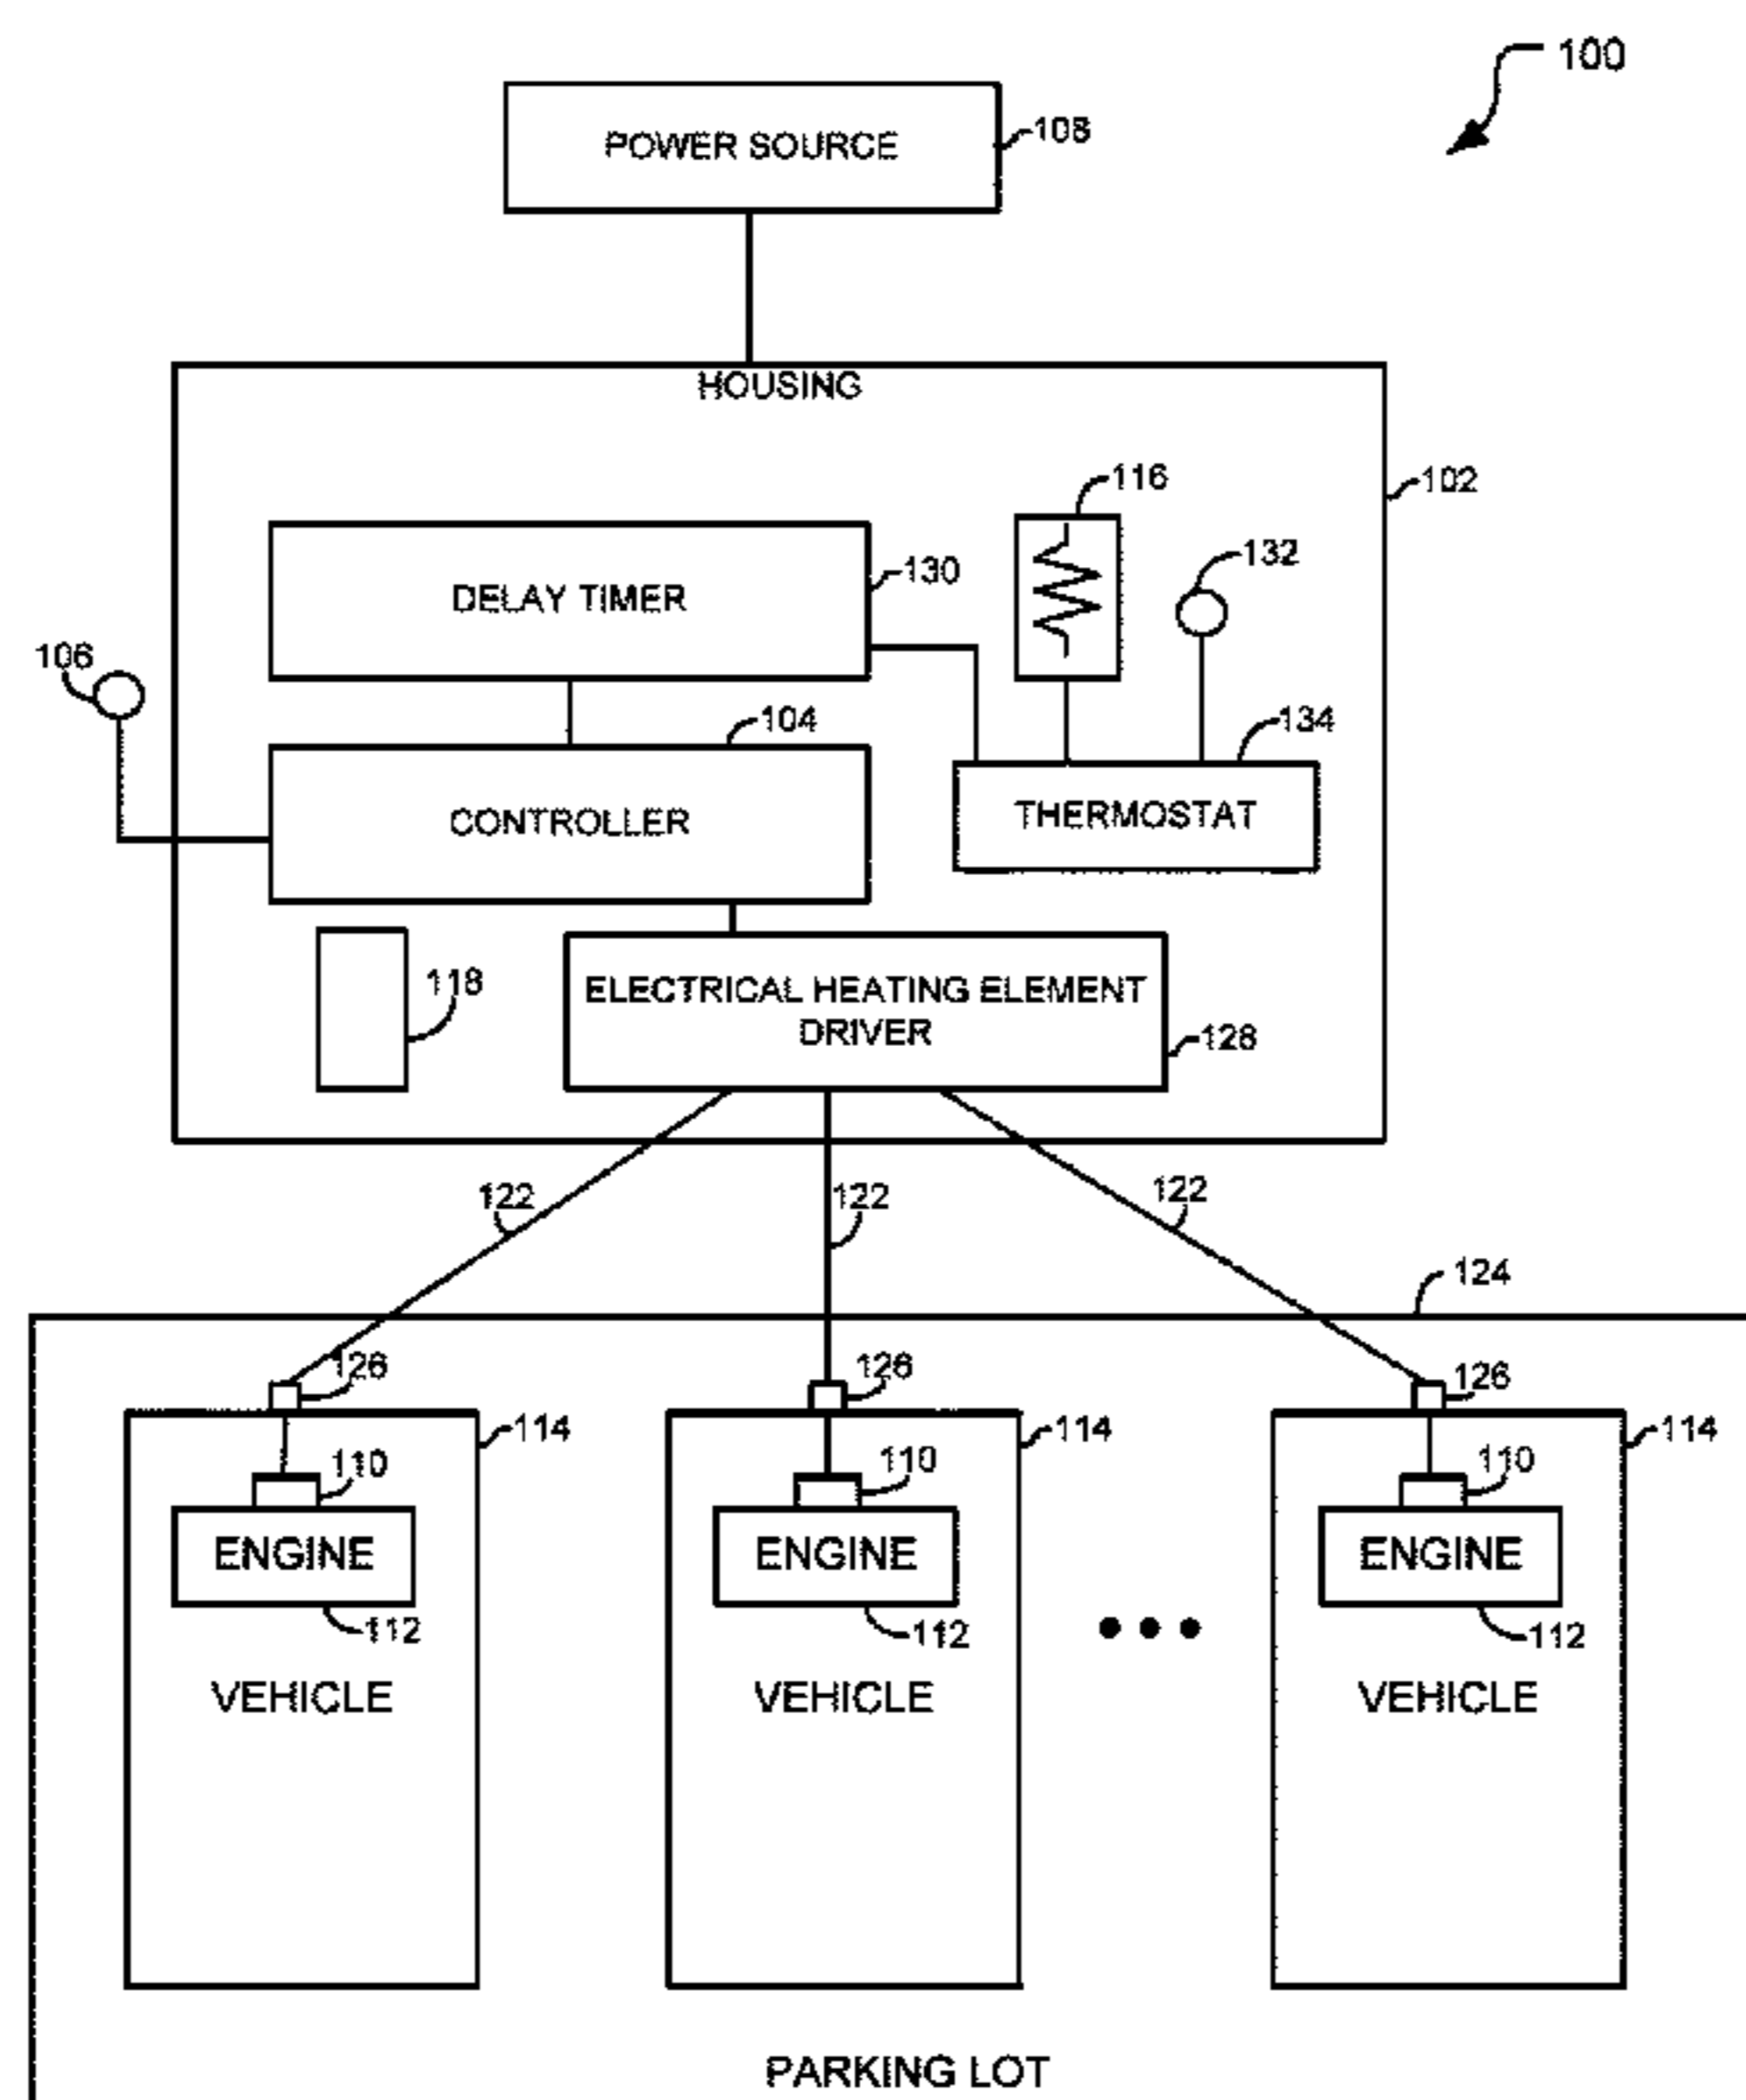 100
POWER SOURCE
108
HOUSING
102
116
132
DELAY TIMER
130
106
104
134
CONTROLLER
THERMOSTAT
118
ELECTRICAL HEATING ELEMENT
DRIVER
128
122
122
122
124
126
126
126
114
114
114
110
110
110
ENGINE
ENGINE
ENGINE
112
112
112
VEHICLE
VEHICLE
VEHICLE
PARKING LOT